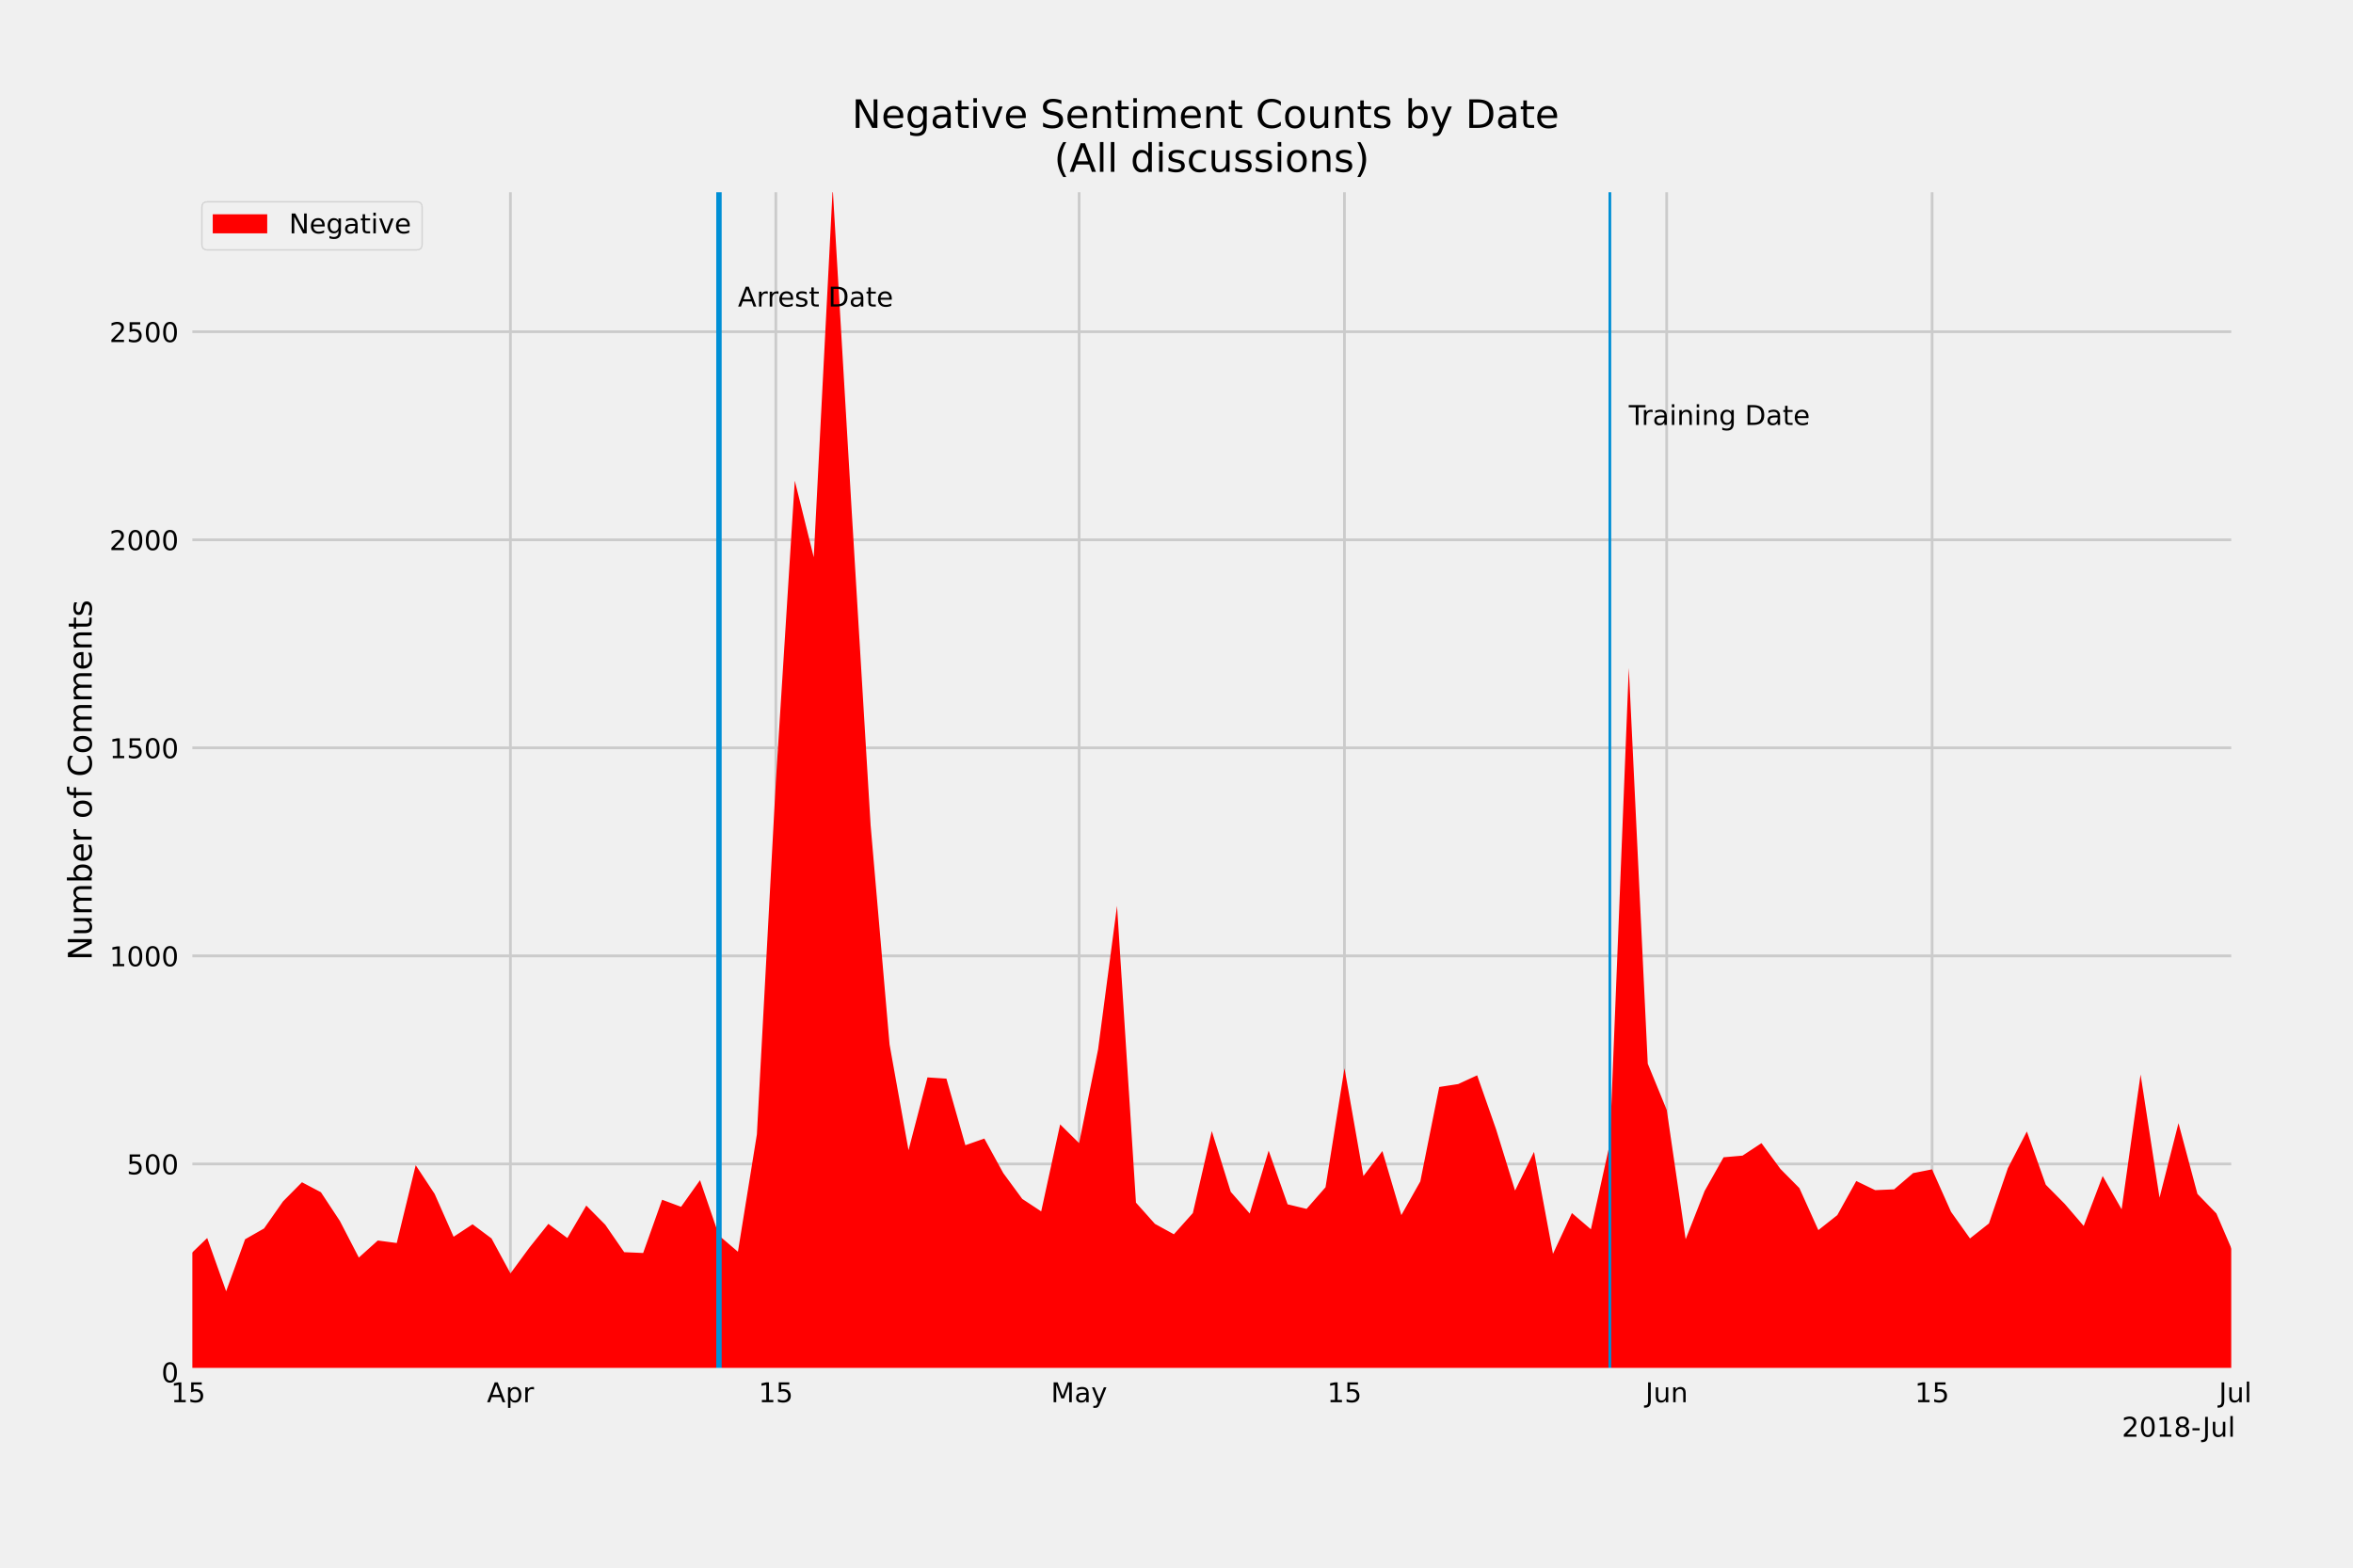 Negative Sentiment Counts by Date
(All discussions)
Negative
Arrest Date
Training Date
Number of Comments
2500
2000
1500
1000
500
0
15
Apr
15
May
15
Jun
15
Jul
2018-Jul